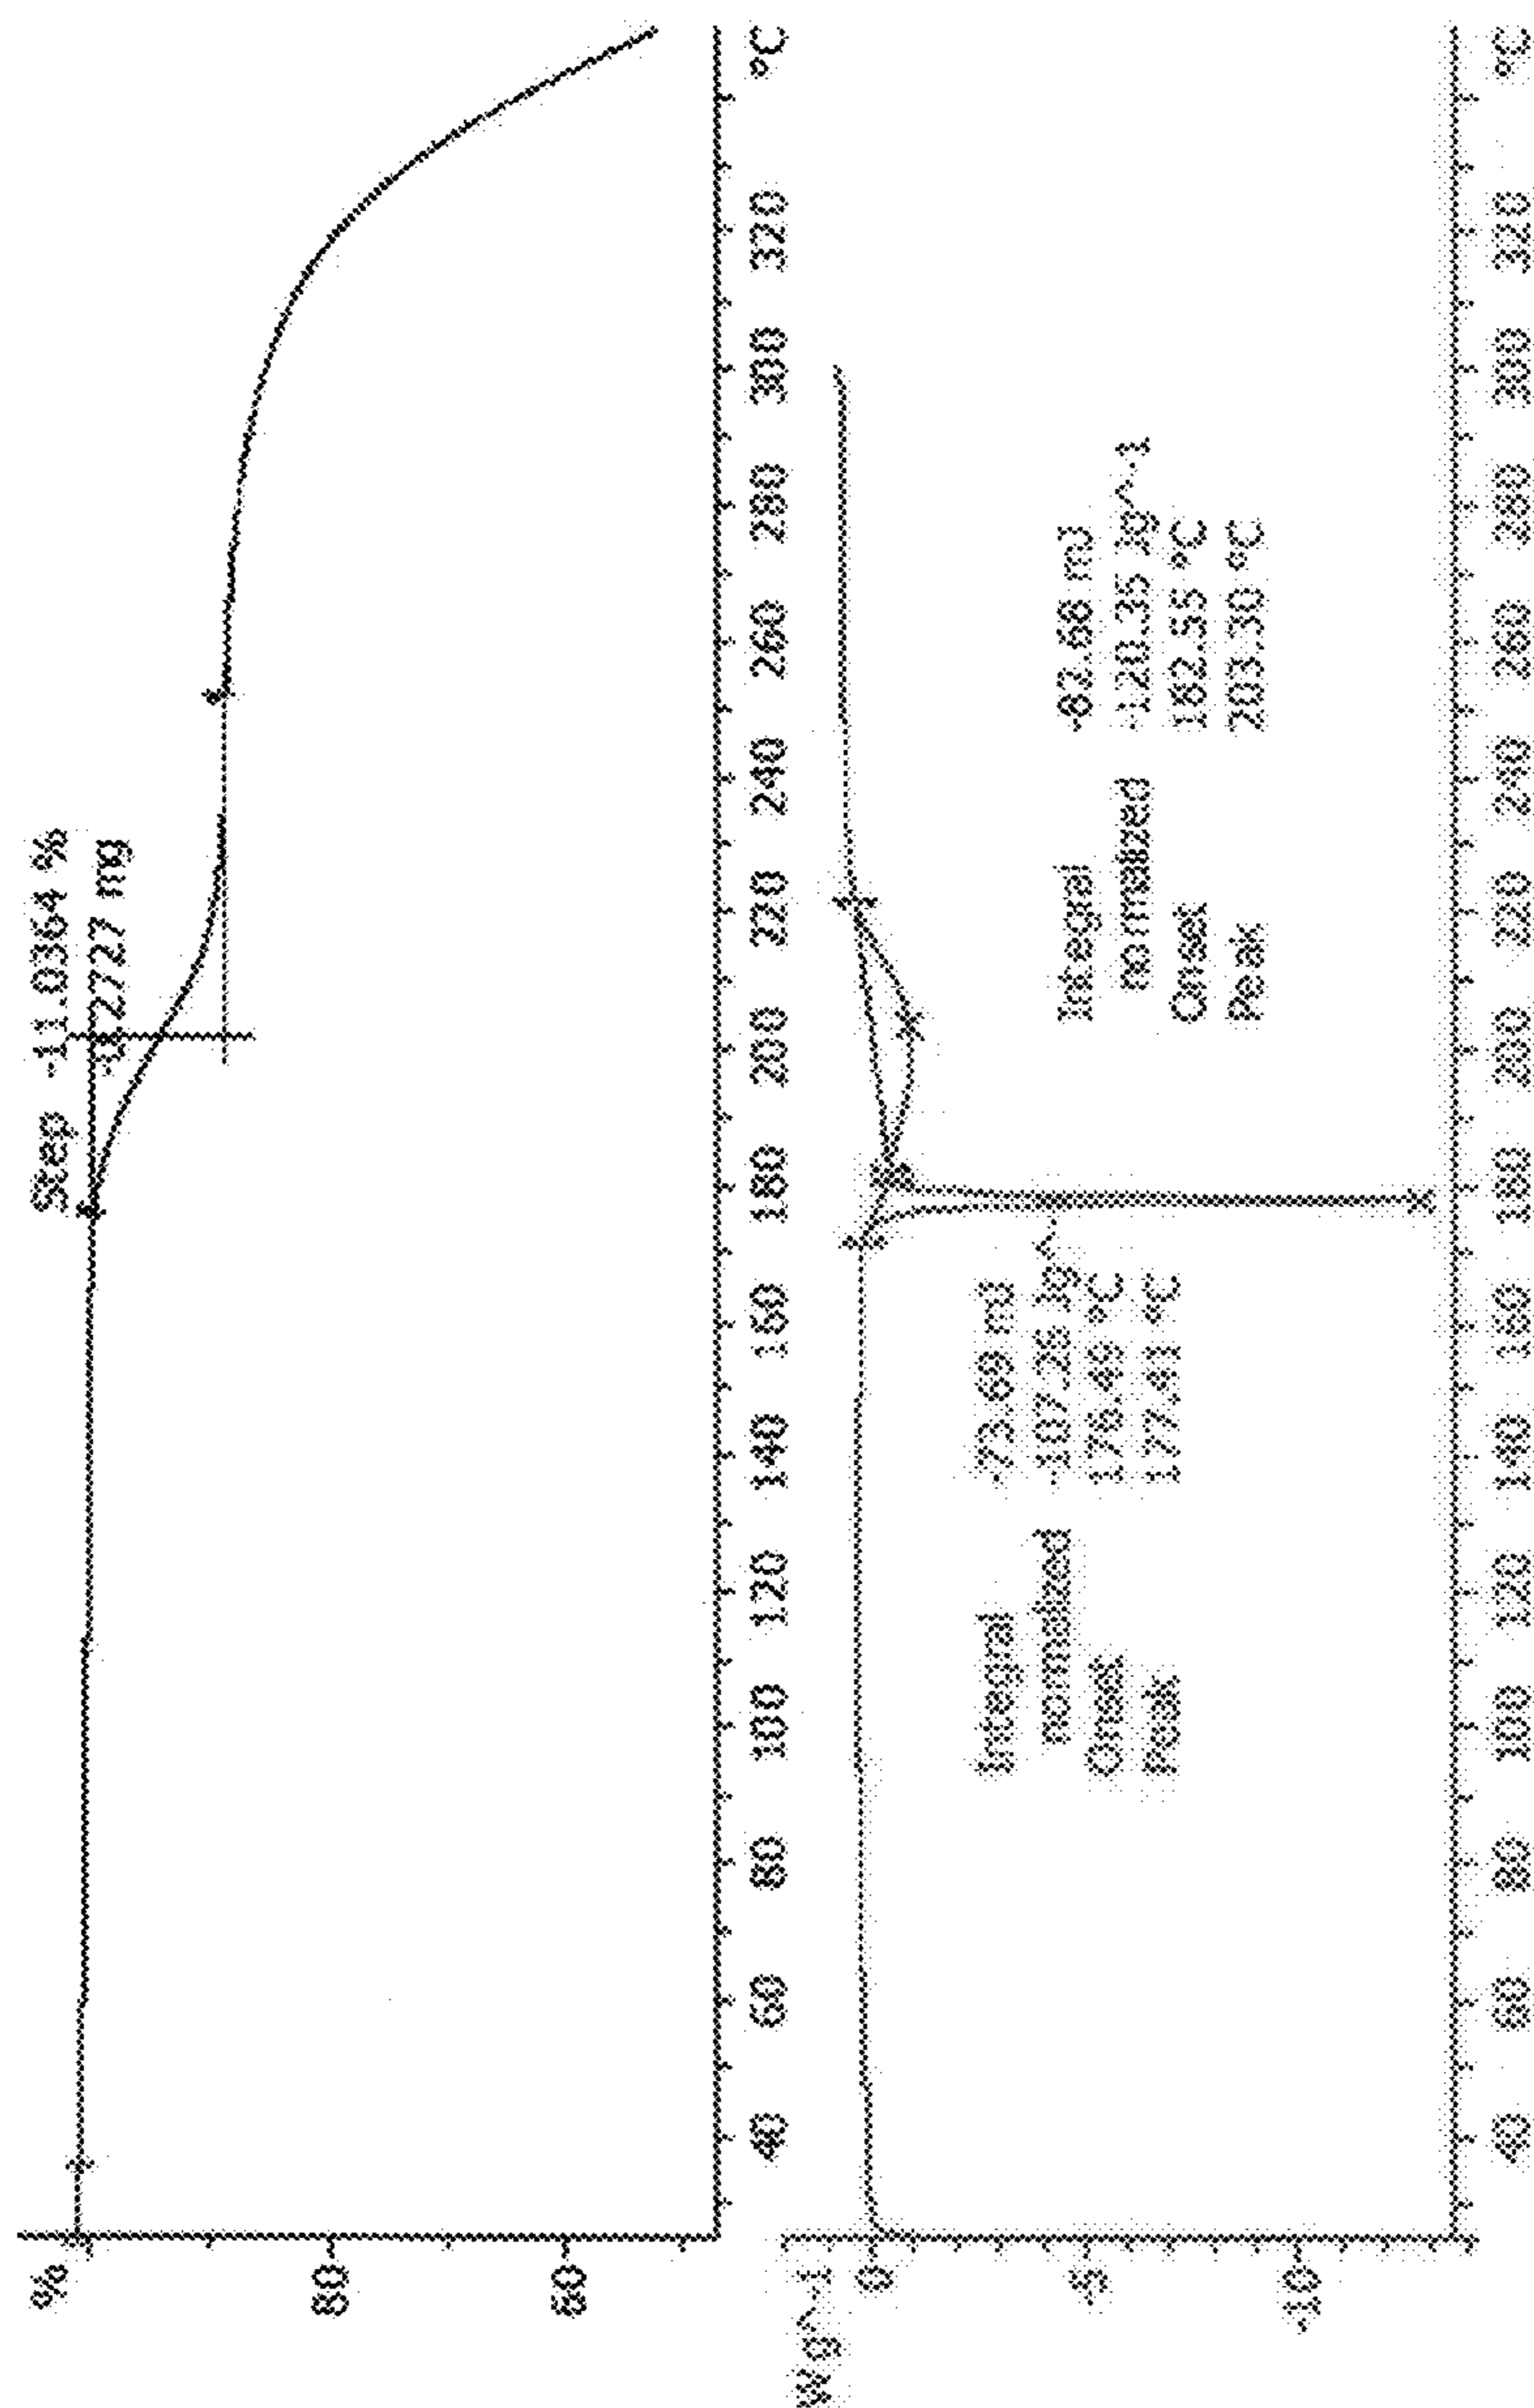 %
80
60
Step -11.0364 %
mg
40 60 80 100 120 140 160 180 200 220 240 260 280 300 320 °C
Wg^-1
0
-5
-10
Integral -73.69 mJ
normalized -107.26 Jg^-
Onset 176.46 °C
Peak 177.41 °C
Integral -82.68 mJ
normalized -120.35 Jg^-1
Onset 182.55 °C
Peak 203.30 °C
40 60 80 100 120 140 160 180 200 220 240 260 280 300 320 °C